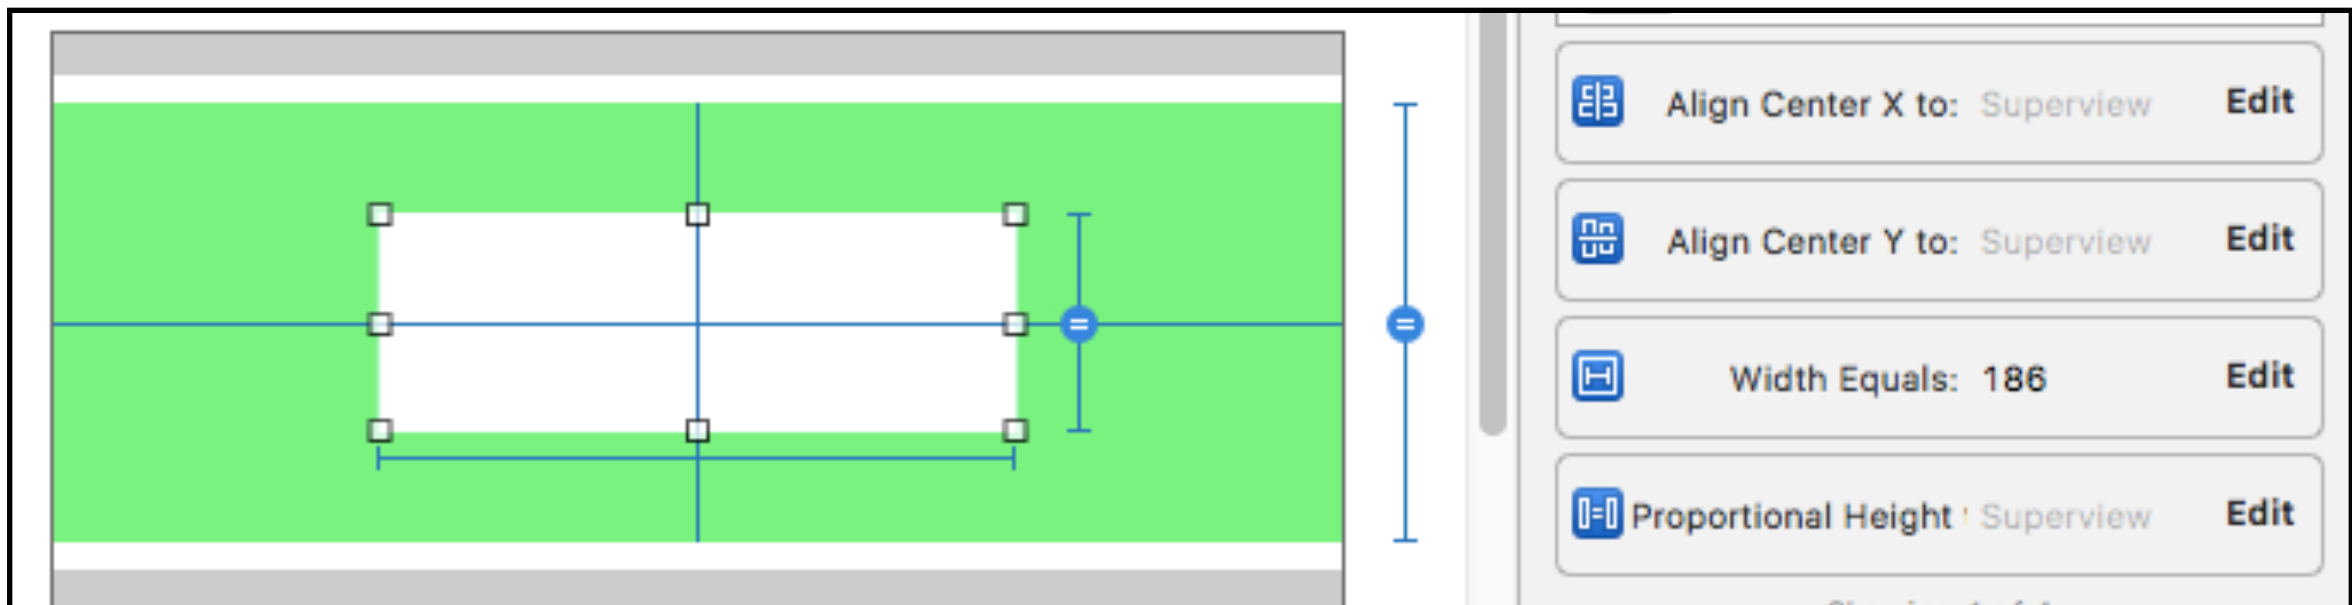 Align Center X to: Superview Edit
Align Center Y to: Superview Edit
Width Equals: 186 Edit
Proportional Height Superview Edit